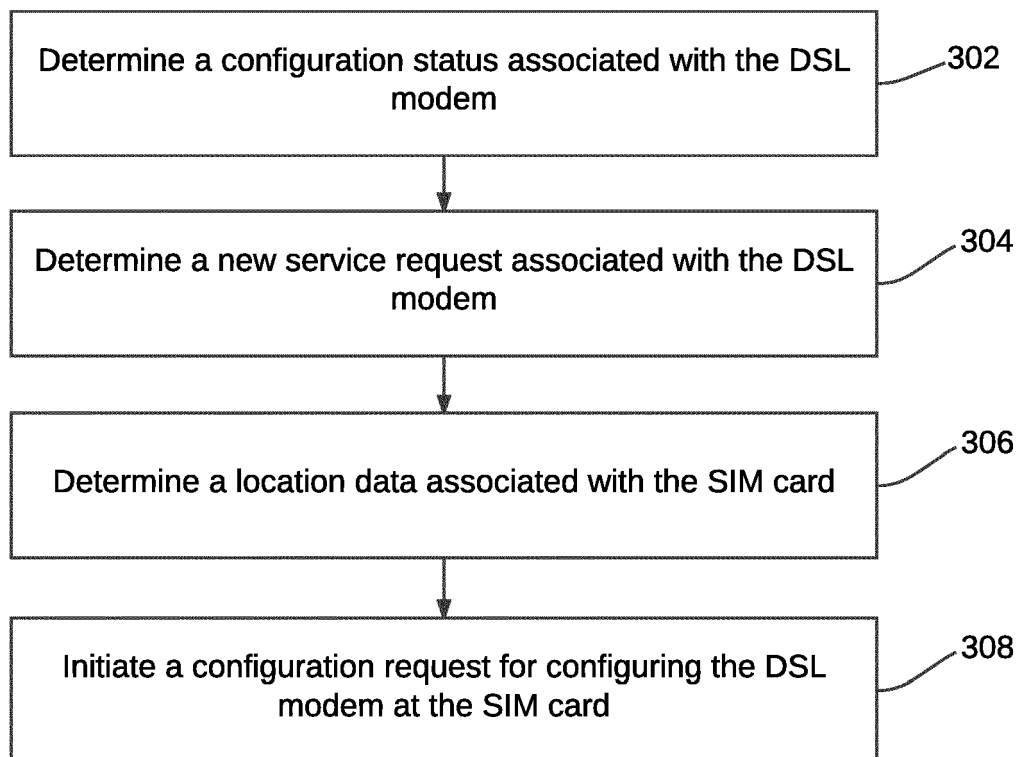 Determine a configuration status associated with the DSL
modem
302
Determine a new service request associated with the DSL
modem
304
Determine a location data associated with the SIM card
306
Initiate a configuration request for configuring the DSL
modem at the SIM card
308